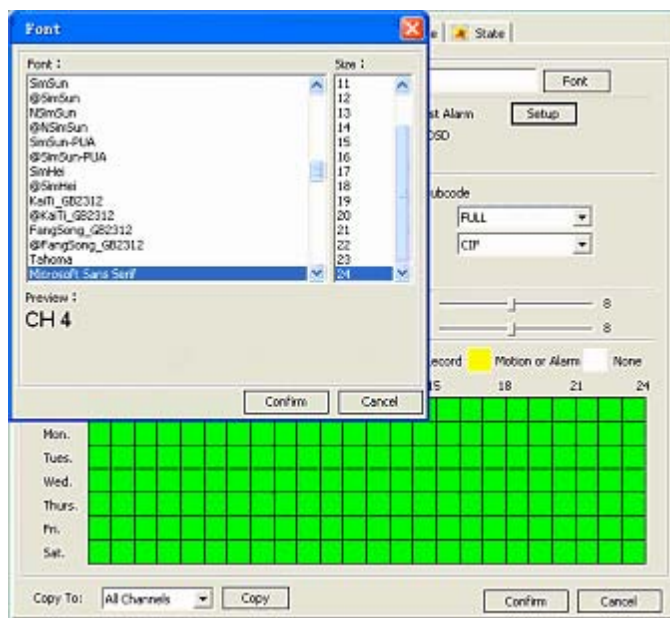 Font
State
Font :
Size :
SimSun
@SimSun
NSimSun
@NSimSun
SimSun-PUA
@SimSun-PUA
SimHei
@SimHei
KaiTi_GB2312
@KaiTi_GB2312
FangSong_GB2312
@FangSong_GB2312
Tahoma
Microsoft Sans Serif
11
12
13
14
15
16
17
18
19
20
21
22
23
24
Preview :
CH 4
Confirm
Cancel
Font
Alarm
Setup
OSD
ubcode
FULL
CIF
8
8
ecord
Motion or Alarm
None
15
18
21
24
Mon.
Tues.
Wed.
Thurs.
Fri.
Sat.
Copy To:
All Channels
Copy
Confirm
Cancel